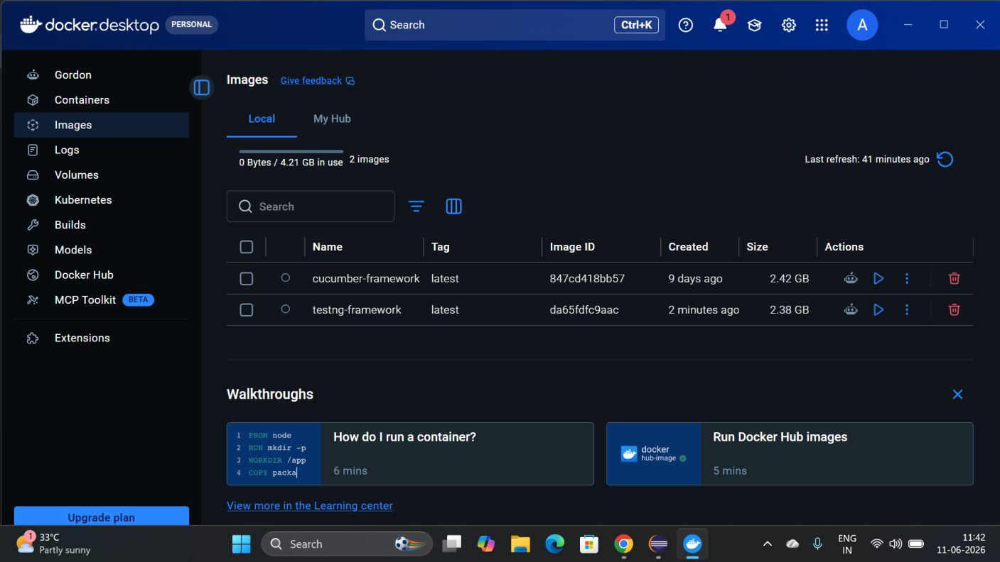 docker.desktop PERSONAL Search Ctrl+K 1 A
Gordon
Containers
Images
Logs
Volumes
Kubernetes
Builds
Models
Docker Hub
MCP Toolkit BETA
Extensions
Upgrade plan
Images Give feedback
Local My Hub
0 Bytes / 4.21 GB in use 2 images Last refresh: 41 minutes ago
Search
Name Tag Image ID Created Size Actions
cucumber-framework latest 847cd418bb57 9 days ago 2.42 GB
testng-framework latest da65fdfc9aac 2 minutes ago 2.38 GB
Walkthroughs
1 FROM node
2 RUN mkdir -p
3 WORKDIR /app
4 COPY packa
How do I run a container?
6 mins
docker
hub-image
Run Docker Hub images
5 mins
View more in the Learning center
1 33°C
Partly sunny
Search
ENG
IN
11:42
11-06-2026